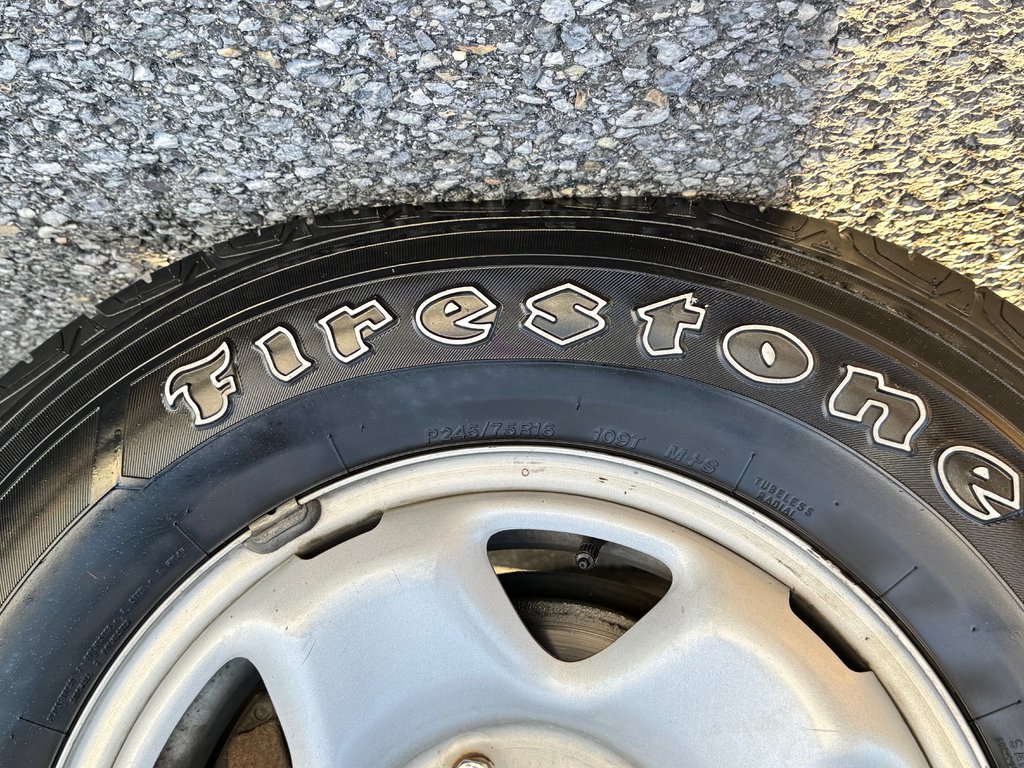 Firestone
P245/75R16 109T M+S
TUBELESS
RADIAL